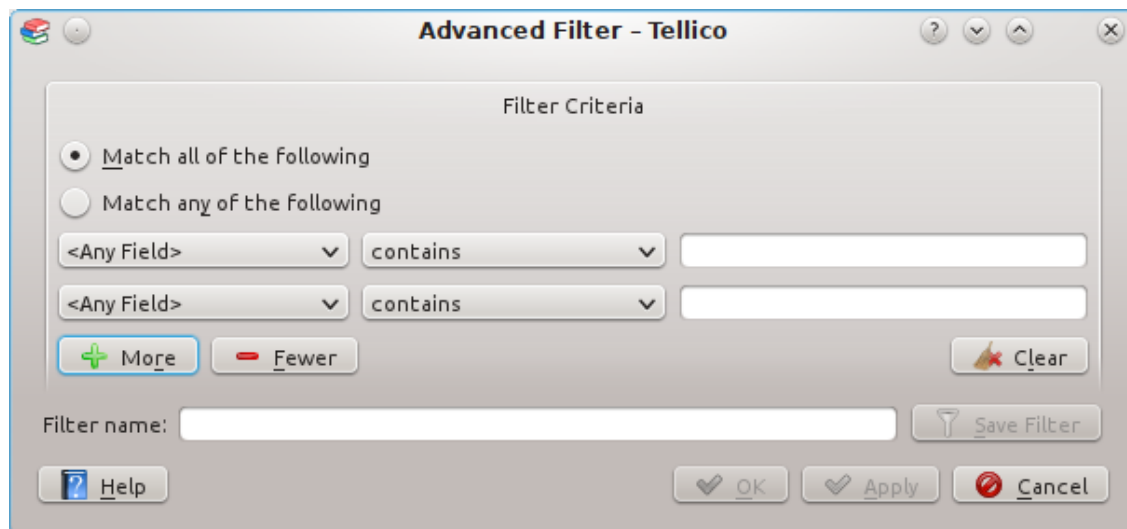 Advanced Filter – Tellico
Filter Criteria
Match all of the following
Match any of the following
<Any Field> contains
<Any Field> contains
More Fewer Clear
Filter name: Save Filter
Help OK Apply Cancel